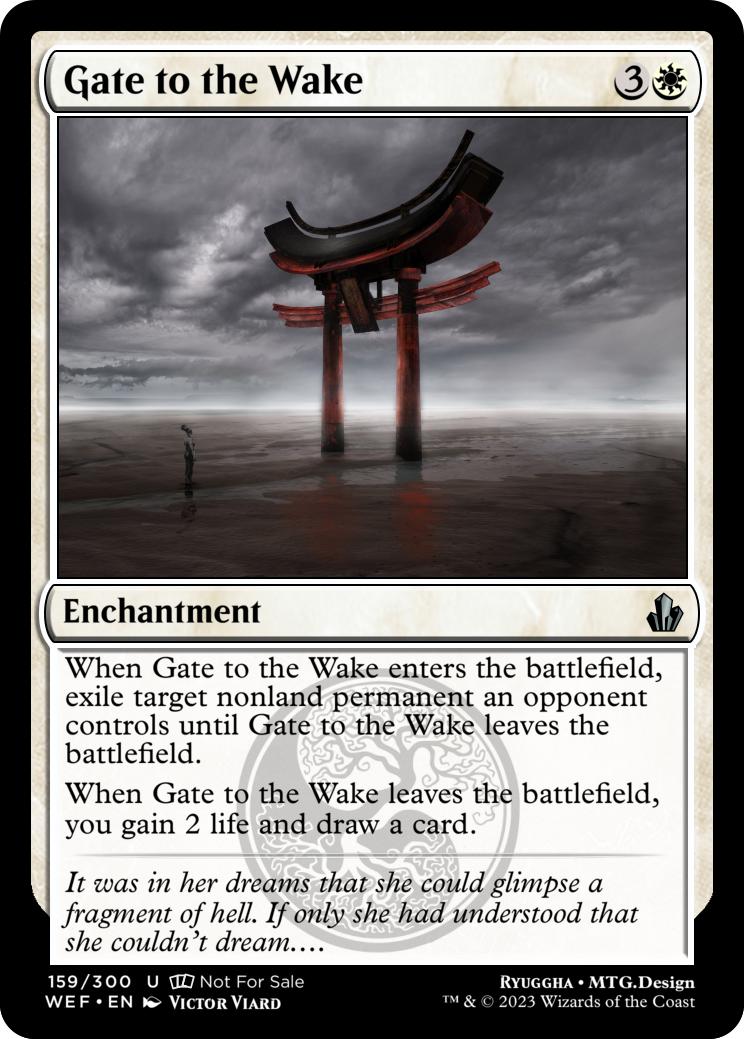 Gate to the Wake 3
Enchantment
When Gate to the Wake enters the battlefield,
exile target nonland permanent an opponent
controls until Gate to the Wake leaves the
battlefield.
When Gate to the Wake leaves the battlefield,
you gain 2 life and draw a card.
It was in her dreams that she could glimpse a
fragment of hell. If only she had understood that
she couldn't dream....
159/300 U Not For Sale
Ryuggha • MTG.Design
WEF • EN Victor Viard
™ & © 2023 Wizards of the Coast